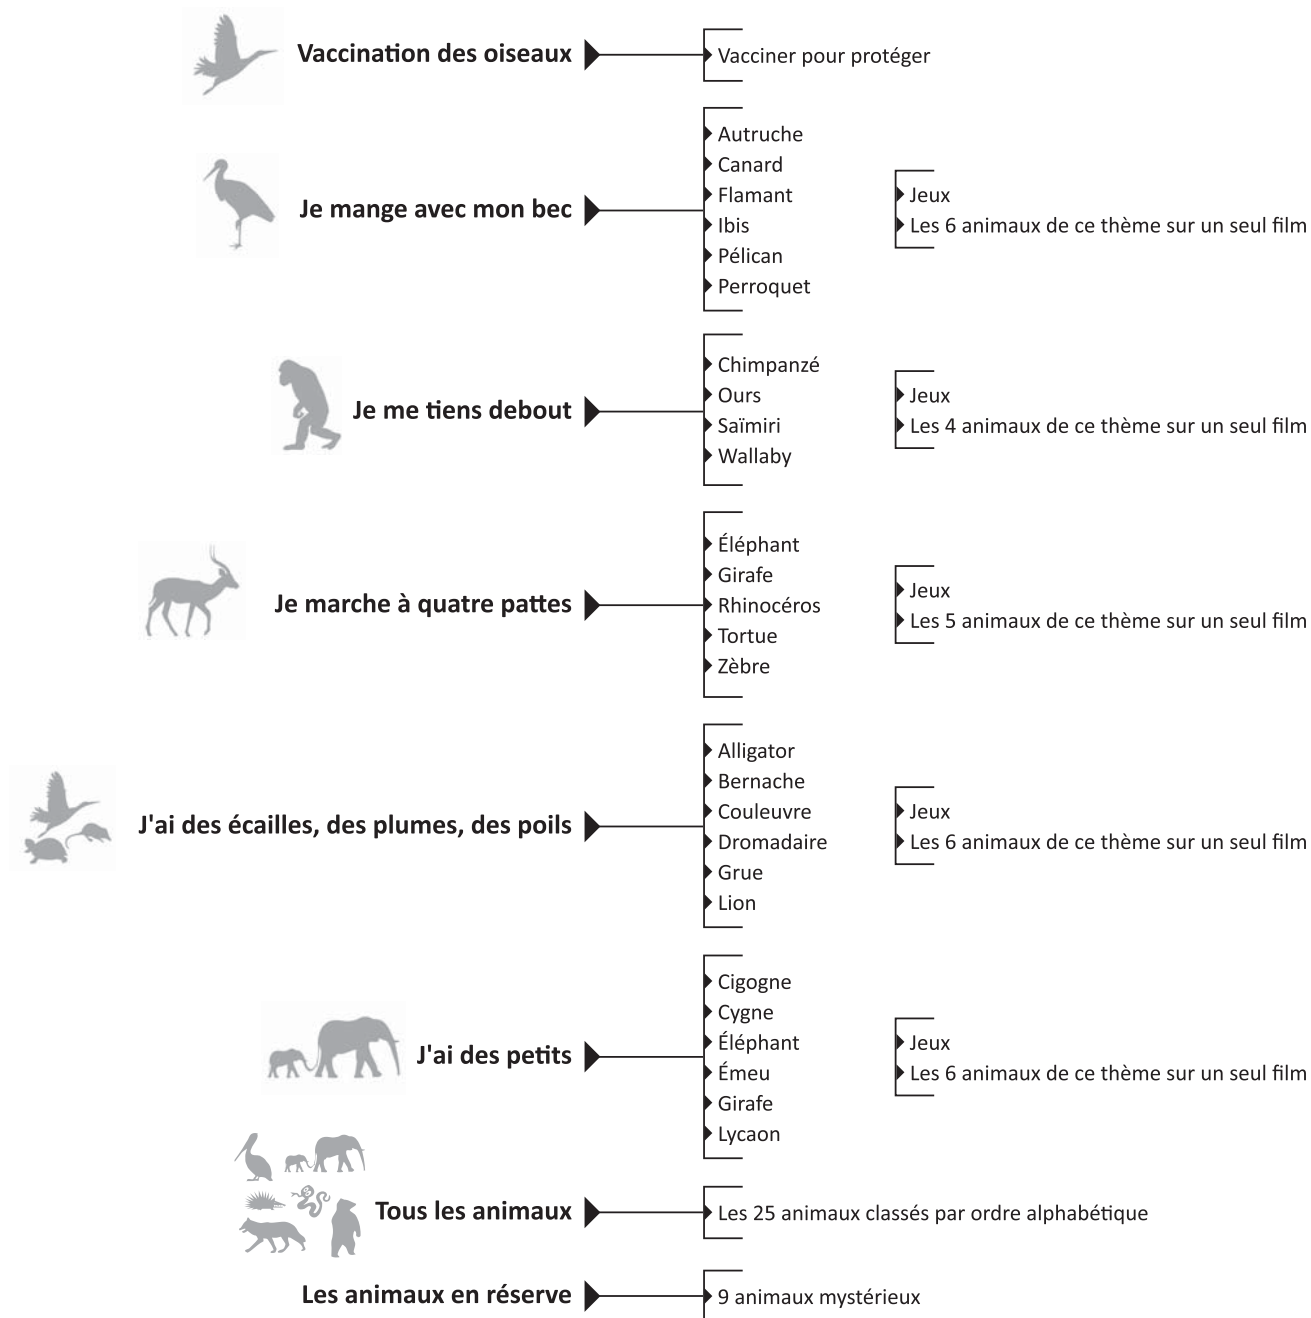 Vaccination des oiseaux
Vacciner pour protéger
Je mange avec mon bec
Autruche
Canard
Flamant
Ibis
Pélican
Perroquet
Jeux
Les 6 animaux de ce thème sur un seul film
Je me tiens debout
Chimpanzé
Ours
Saïmiri
Wallaby
Jeux
Les 4 animaux de ce thème sur un seul film
Je marche à quatre pattes
Éléphant
Girafe
Rhinocéros
Tortue
Zèbre
Jeux
Les 5 animaux de ce thème sur un seul film
J'ai des écailles, des plumes, des poils
Alligator
Bernache
Couleuvre
Dromadaire
Grue
Lion
Jeux
Les 6 animaux de ce thème sur un seul film
J'ai des petits
Cigogne
Cygne
Éléphant
Émeu
Girafe
Lycaon
Jeux
Les 6 animaux de ce thème sur un seul film
Tous les animaux
Les 25 animaux classés par ordre alphabétique
Les animaux en réserve
9 animaux mystérieux